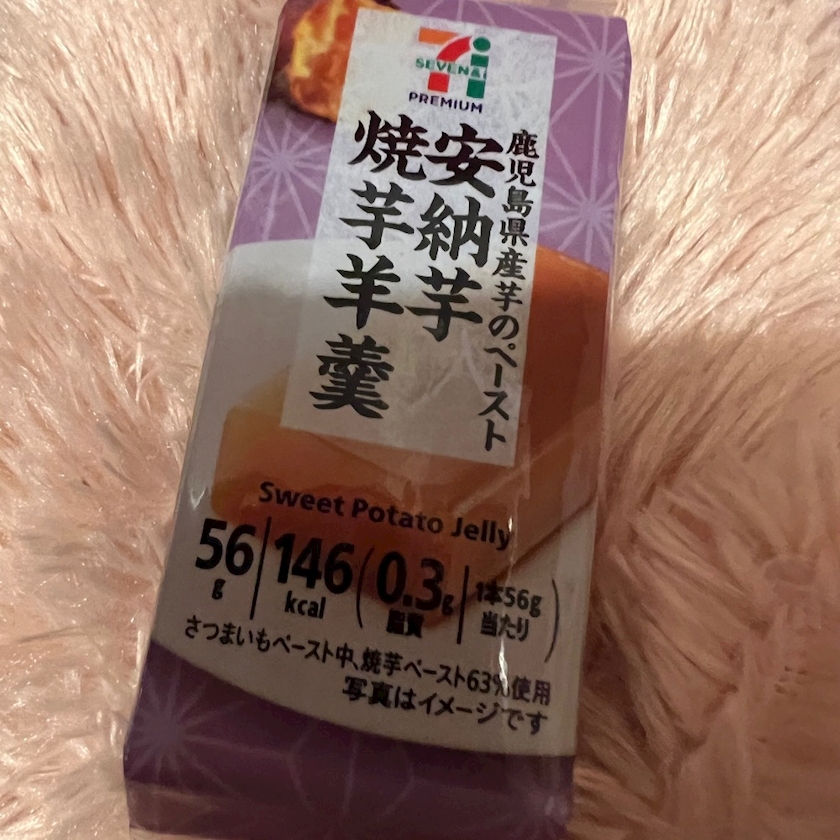 SEVEN&i
PREMIUM
鹿児島県産芋のペースト
安納芋
焼芋羊羹
Sweet Potato Jelly
56g 146kcal (0.3g 脂質 1本56g当たり)
さつまいもペースト中、焼芋ペースト63%使用
写真はイメージです